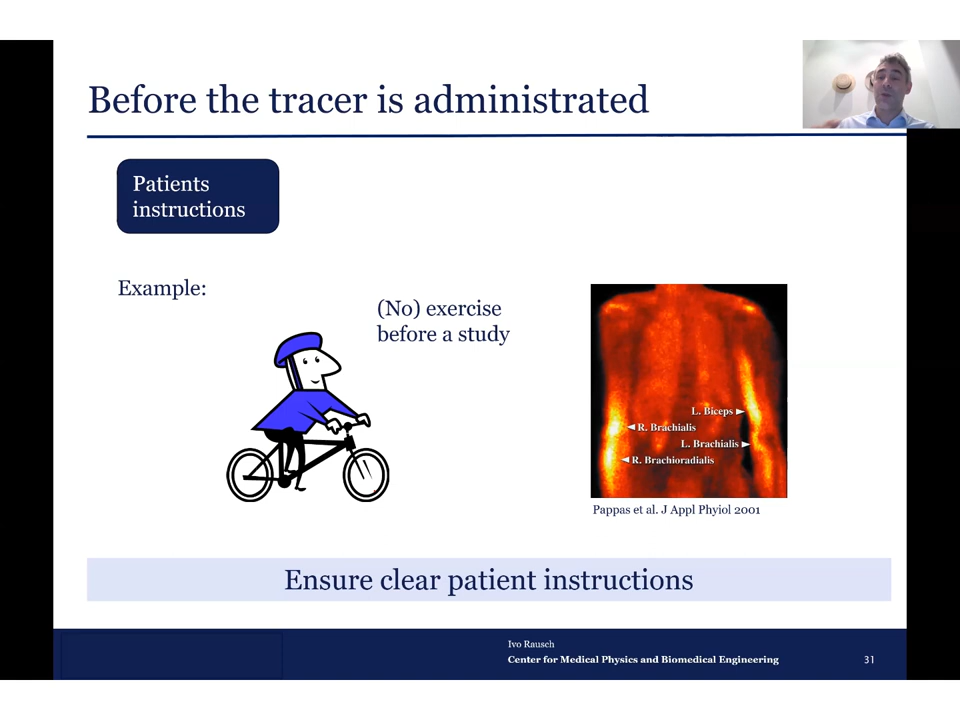 Before the tracer is administrated
Patients
instructions
Example:
(No) exercise
before a study
L. Biceps
R. Brachialis
L. Brachialis
R. Brachioradialis
Pappas et al. J Appl Phyiol 2001
Ensure clear patient instructions
Ivo Rausch
Center for Medical Physics and Biomedical Engineering
31